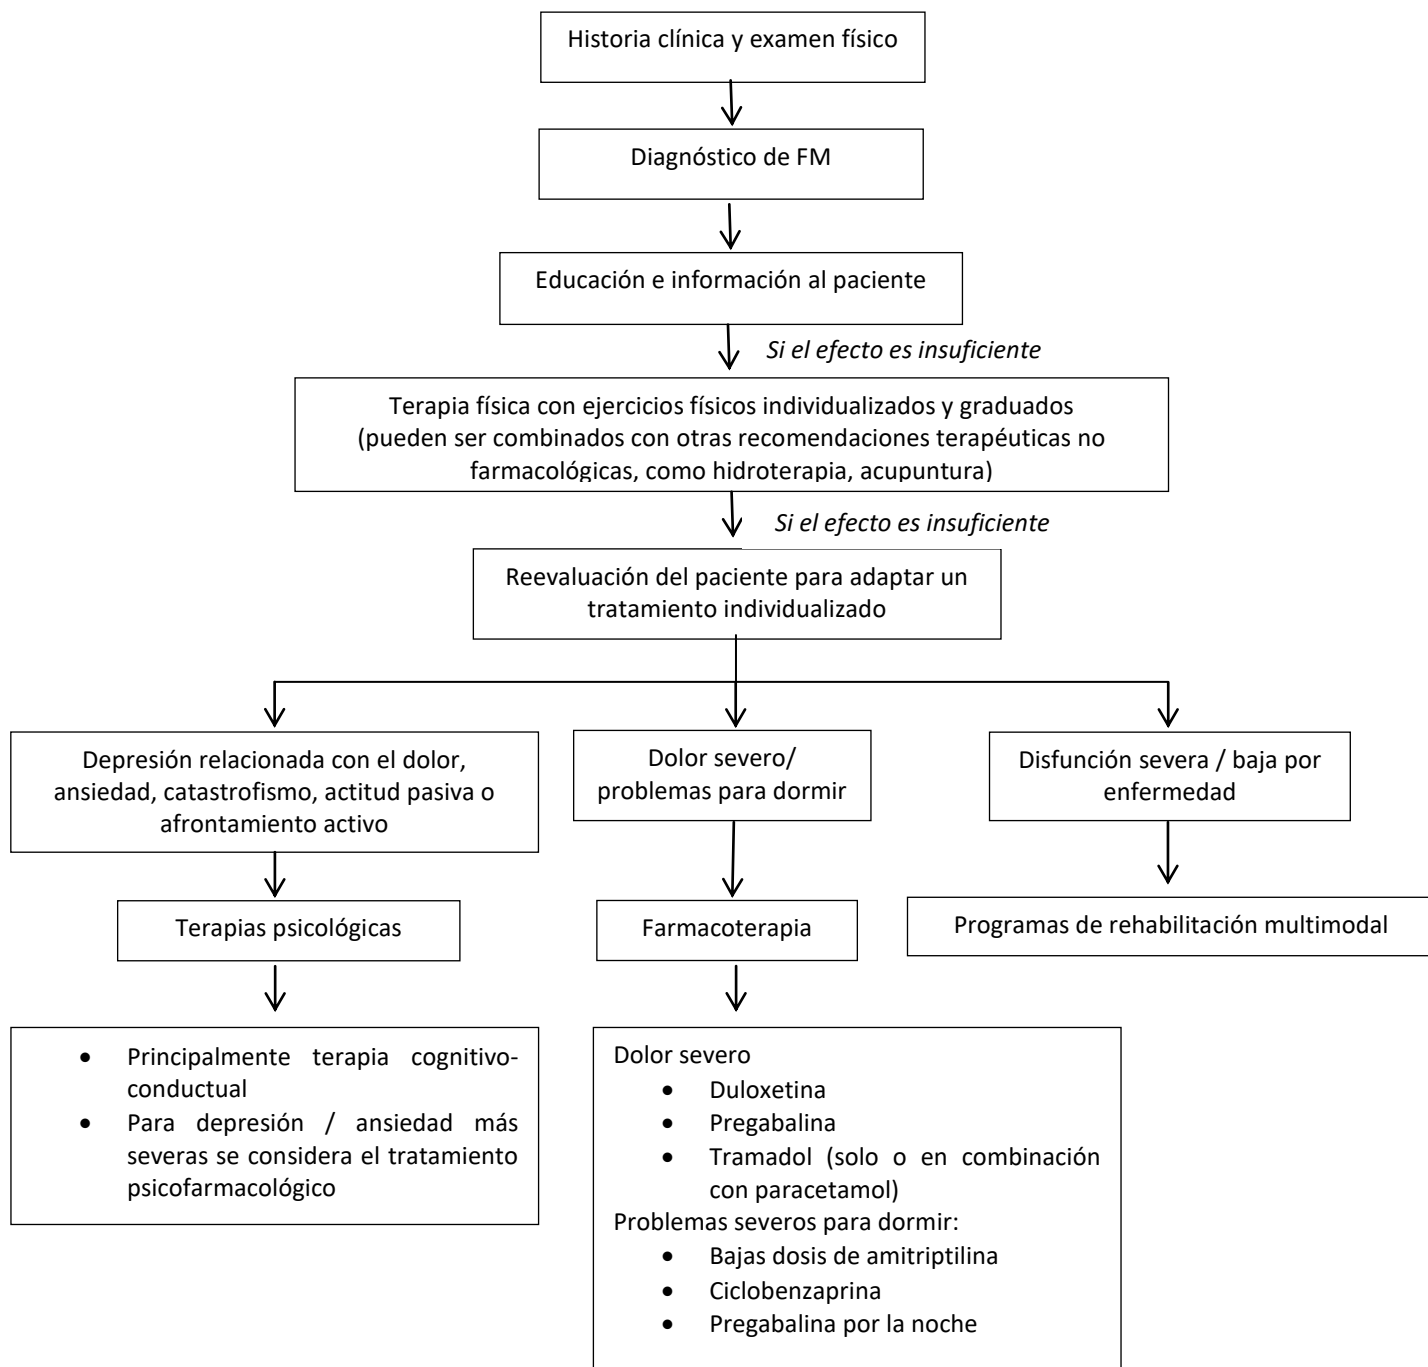 Historia clínica y examen físico
Diagnóstico de FM
Educación e información al paciente
Si el efecto es insuficiente
Terapia física con ejercicios físicos individualizados y graduados
(pueden ser combinados con otras recomendaciones terapéuticas no
farmacológicas, como hidroterapia, acupuntura)
Si el efecto es insuficiente
Reevaluación del paciente para adaptar un
tratamiento individualizado
Depresión relacionada con el dolor,
ansiedad, catastrofismo, actitud pasiva o
afrontamiento activo
Terapias psicológicas
• Principalmente terapia cognitivo-
conductual
• Para depresión / ansiedad más
severas se considera el tratamiento
psicofarmacológico
Dolor severo/
problemas para dormir
Farmacoterapia
Dolor severo
• Duloxetina
• Pregabalina
• Tramadol (solo o en combinación
con paracetamol)
Problemas severos para dormir:
• Bajas dosis de amitriptilina
• Ciclobenzaprina
• Pregabalina por la noche
Disfunción severa / baja por
enfermedad
Programas de rehabilitación multimodal